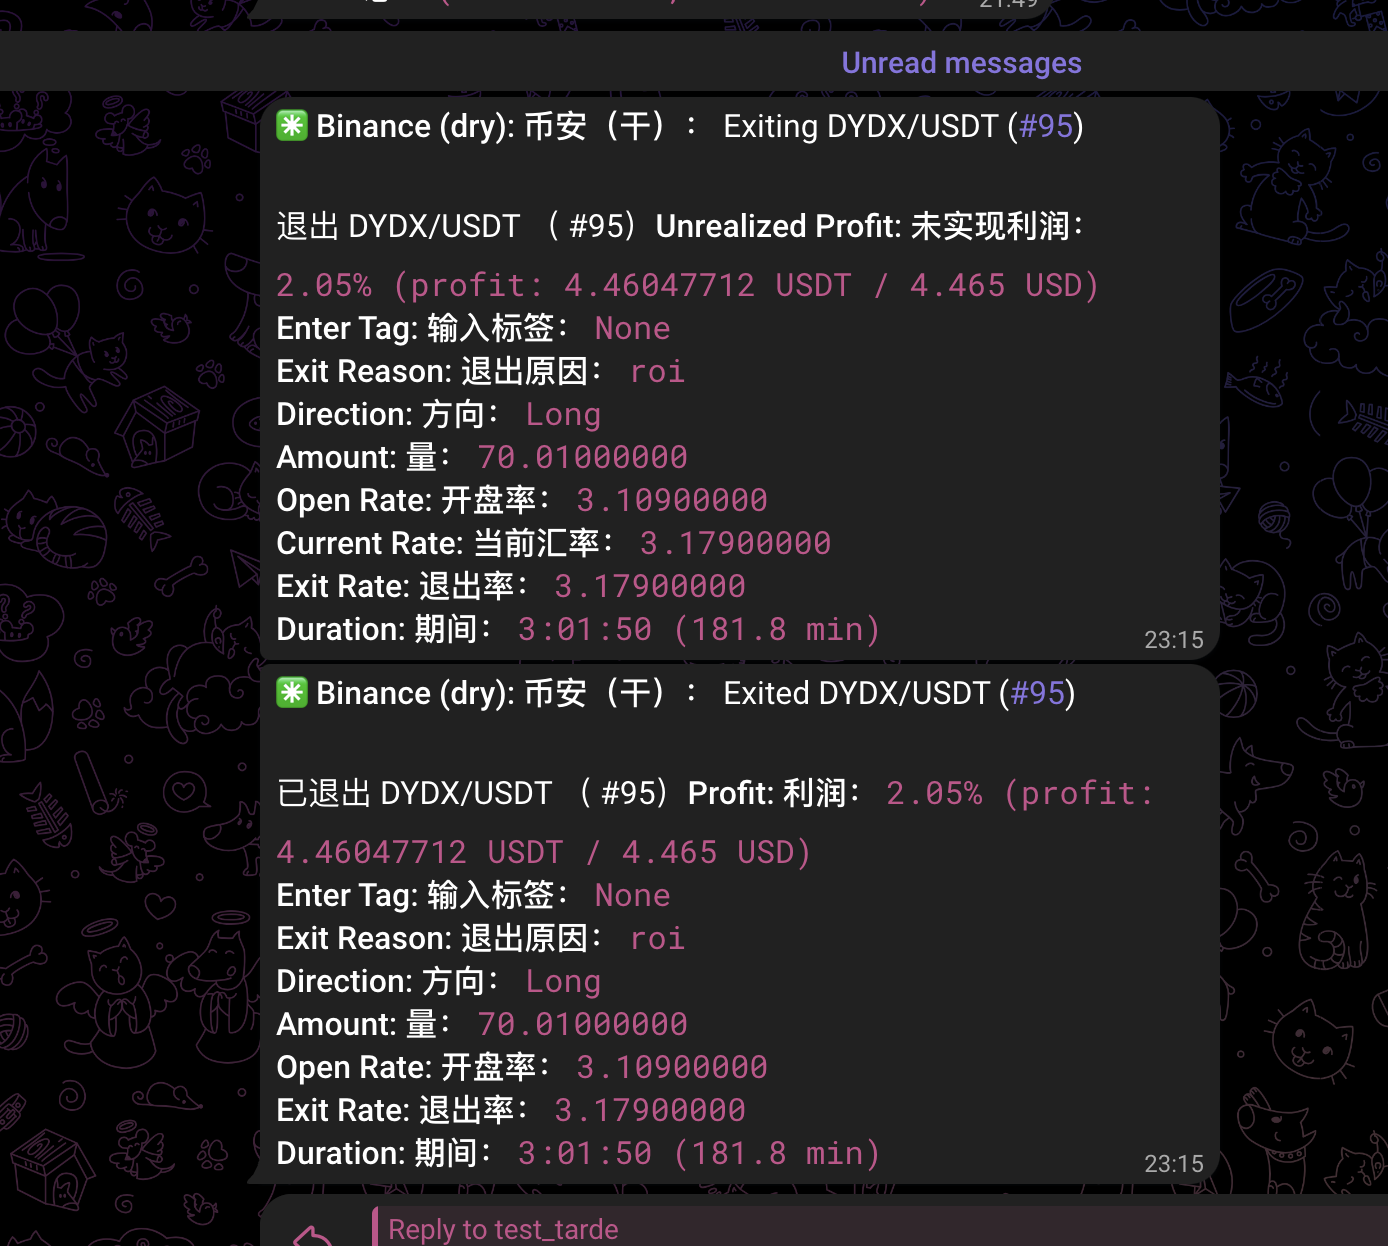 21:49
Unread messages
✳️ Binance (dry): 币安（干）： Exiting DYDX/USDT (#95)
退出 DYDX/USDT （ #95）Unrealized Profit: 未实现利润：
2.05% (profit: 4.46047712 USDT / 4.465 USD)
Enter Tag: 输入标签： None
Exit Reason: 退出原因： roi
Direction: 方向： Long
Amount: 量： 70.01000000
Open Rate: 开盘率： 3.10900000
Current Rate: 当前汇率： 3.17900000
Exit Rate: 退出率： 3.17900000
Duration: 期间： 3:01:50 (181.8 min)
23:15
✳️ Binance (dry): 币安（干）： Exited DYDX/USDT (#95)
已退出 DYDX/USDT （ #95）Profit: 利润： 2.05% (profit:
4.46047712 USDT / 4.465 USD)
Enter Tag: 输入标签： None
Exit Reason: 退出原因： roi
Direction: 方向： Long
Amount: 量： 70.01000000
Open Rate: 开盘率： 3.10900000
Exit Rate: 退出率： 3.17900000
Duration: 期间： 3:01:50 (181.8 min)
23:15
Reply to test_tarde